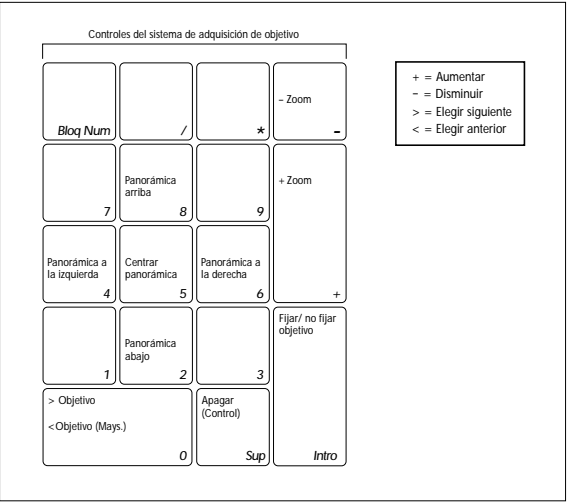 Controles del sistema de adquisición de objetivo
+ = Aumentar
- = Disminuir
> = Elegir siguiente
< = Elegir anterior
Bloq Num
/
*
- Zoom
-
7
Panorámica
arriba
8
9
+ Zoom
+
Panorámica a
la izquierda
4
Centrar
panorámica
5
Panorámica a
la derecha
6
1
Panorámica
abajo
2
3
Fijar/ no fijar
objetivo
Intro
> Objetivo
<Objetivo (Mays.)
0
Apagar
(Control)
Sup